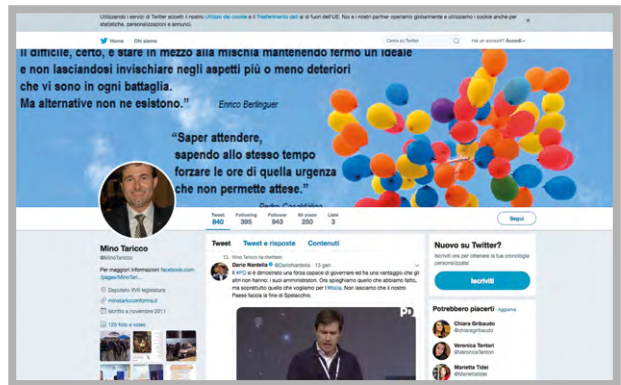 Utilizzando i servizi di Twitter accetti il nostro Utilizzo dei cookie e il Trasferimento dati al di fuori dell'UE. Noi e i nostri partner operiamo globalmente e utilizziamo i cookie anche per
statistiche, personalizzazioni e annunci.
Home Chi siamo
Cerca su Twitter
Hai un account? Accedi
Il difficile, certo, è stare in mezzo alla mischia mantenendo fermo un ideale
e non lasciandosi invischiare negli aspetti più o meno deteriori
che vi sono in ogni battaglia.
Ma alternative non ne esistono."
Enrico Berlinguer
"Saper attendere,
sapendo allo stesso tempo
forzare le ore di quella urgenza
che non permette attese."
Pedro Casaldáliga
Tweet Following Follower Mi piace Liste
840 395 943 250 3
Segui
Mino Taricco
@MinoTaricco
Per maggiori informazioni facebook.com
/pages/MinoTari...
Deputato XVII legislatura
minotariccoinforma.it
Iscritto a novembre 2011
125 foto e video
Tweet Tweet e risposte Contenuti
Mino Taricco ha ritwittato
Dario Nardella @DarioNardella · 13 gen
Il #PD si è dimostrato una forza capace di governare ed ha uno vantaggio che gli
altri non hanno: i suoi amministratori. Ora spieghiamo quello che abbiamo fatto,
ma soprattutto quello che vogliamo per l'#Italia. Non lasciamo che il nostro
Paese faccia la fine di Spelacchio.
PD
Nuovo su Twitter?
Iscriviti ora per ottenere la tua cronologia
personalizzata!
Iscriviti
Potrebbero piacerti · Aggiorna
Chiara Gribaudo
@chiaragribaudo
Veronica Tentori
@VeronicaTentori
Marietta Tidei
@Mariettatidei